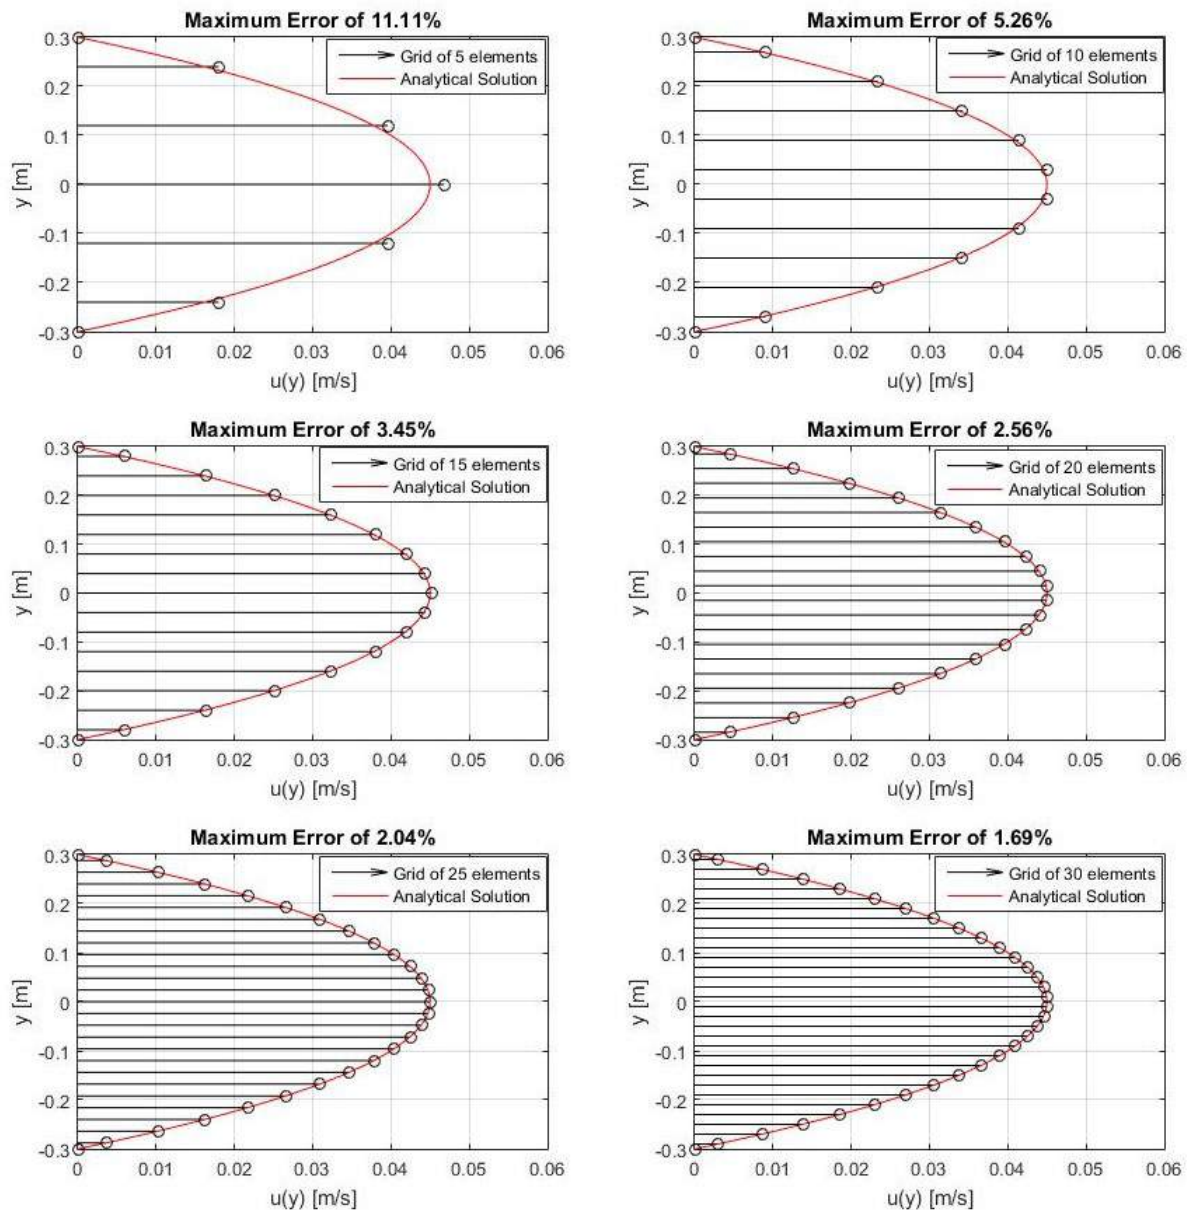 Maximum Error of 11.11%
Grid of 5 elements
Analytical Solution
0.3
0.2
0.1
0
-0.1
-0.2
-0.3
y [m]
0 0.01 0.02 0.03 0.04 0.05 0.06
u(y) [m/s]
Maximum Error of 5.26%
Grid of 10 elements
Analytical Solution
0.3
0.2
0.1
0
-0.1
-0.2
-0.3
y [m]
0 0.01 0.02 0.03 0.04 0.05 0.06
u(y) [m/s]
Maximum Error of 3.45%
Grid of 15 elements
Analytical Solution
0.3
0.2
0.1
0
-0.1
-0.2
-0.3
y [m]
0 0.01 0.02 0.03 0.04 0.05 0.06
u(y) [m/s]
Maximum Error of 2.56%
Grid of 20 elements
Analytical Solution
0.3
0.2
0.1
0
-0.1
-0.2
-0.3
y [m]
0 0.01 0.02 0.03 0.04 0.05 0.06
u(y) [m/s]
Maximum Error of 2.04%
Grid of 25 elements
Analytical Solution
0.3
0.2
0.1
0
-0.1
-0.2
-0.3
y [m]
0 0.01 0.02 0.03 0.04 0.05 0.06
u(y) [m/s]
Maximum Error of 1.69%
Grid of 30 elements
Analytical Solution
0.3
0.2
0.1
0
-0.1
-0.2
-0.3
y [m]
0 0.01 0.02 0.03 0.04 0.05 0.06
u(y) [m/s]